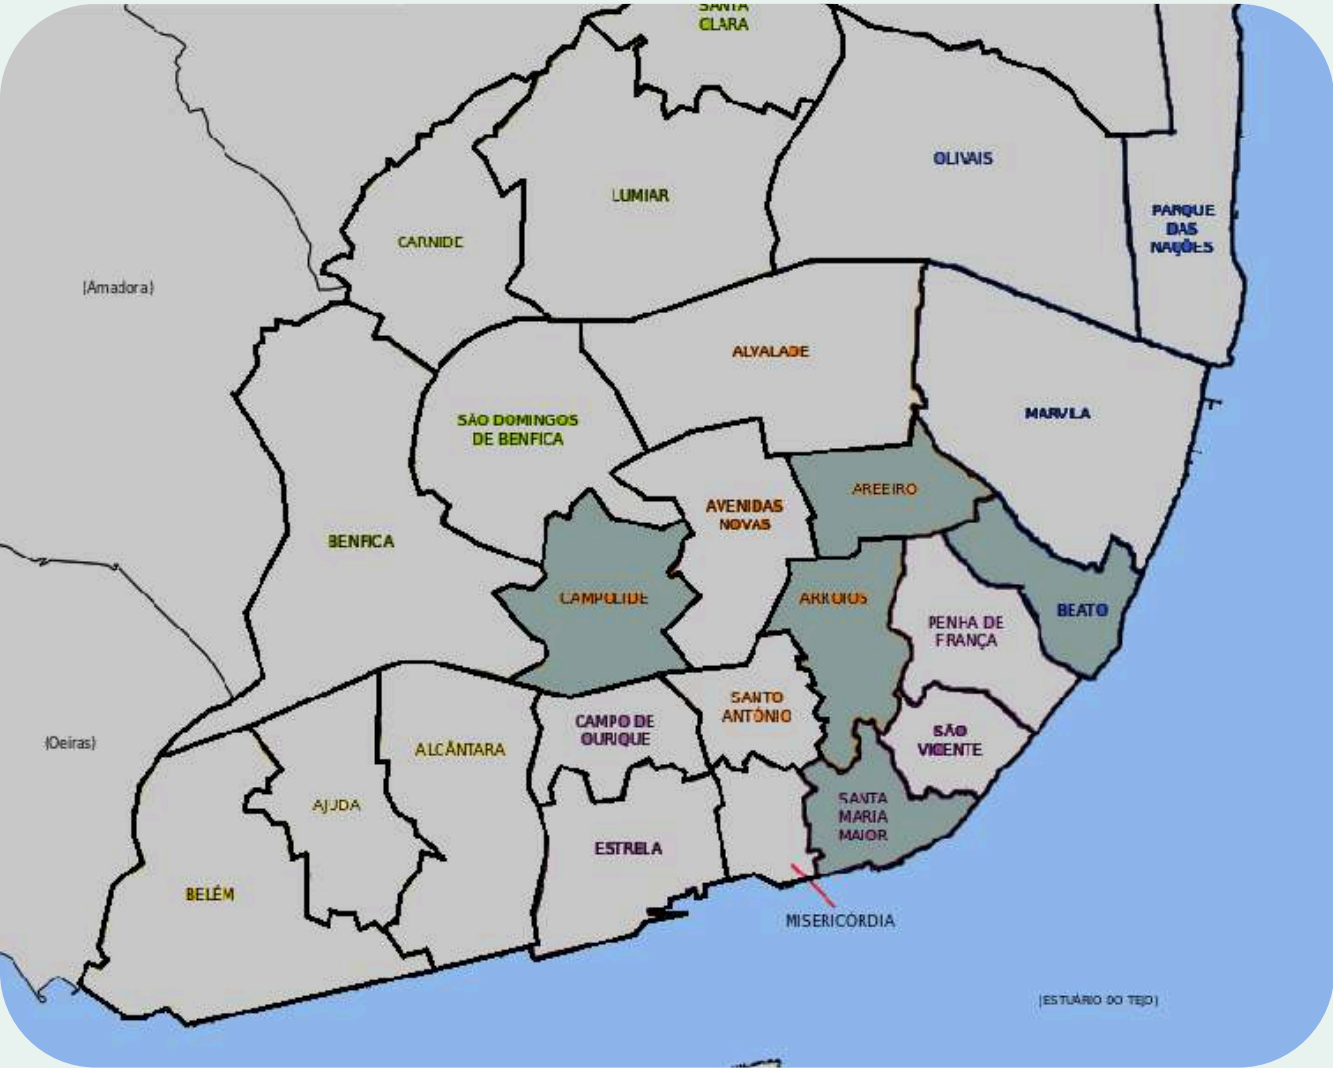 SANTA
CLARA
OLIVAIS
LUMIAR
PARQUE
DAS
NAÇÕES
CARNIDE
(Amadora)
ALVALADE
MARVILA
SÃO DOMINGOS
DE BENFICA
AREEIRO
AVENIDAS
NOVAS
BENFICA
CAMPOLIDE
ARROIOS
BEATO
PENHA DE
FRANÇA
SANTO
ANTÓNIO
CAMPO DE
OURIQUE
SÃO
VICENTE
(Oeiras)
ALCÂNTARA
AJUDA
SANTA
MARIA
MAIOR
ESTRELA
BELÉM
MISERICÓRDIA
(ESTUÁRIO DO TEJO)